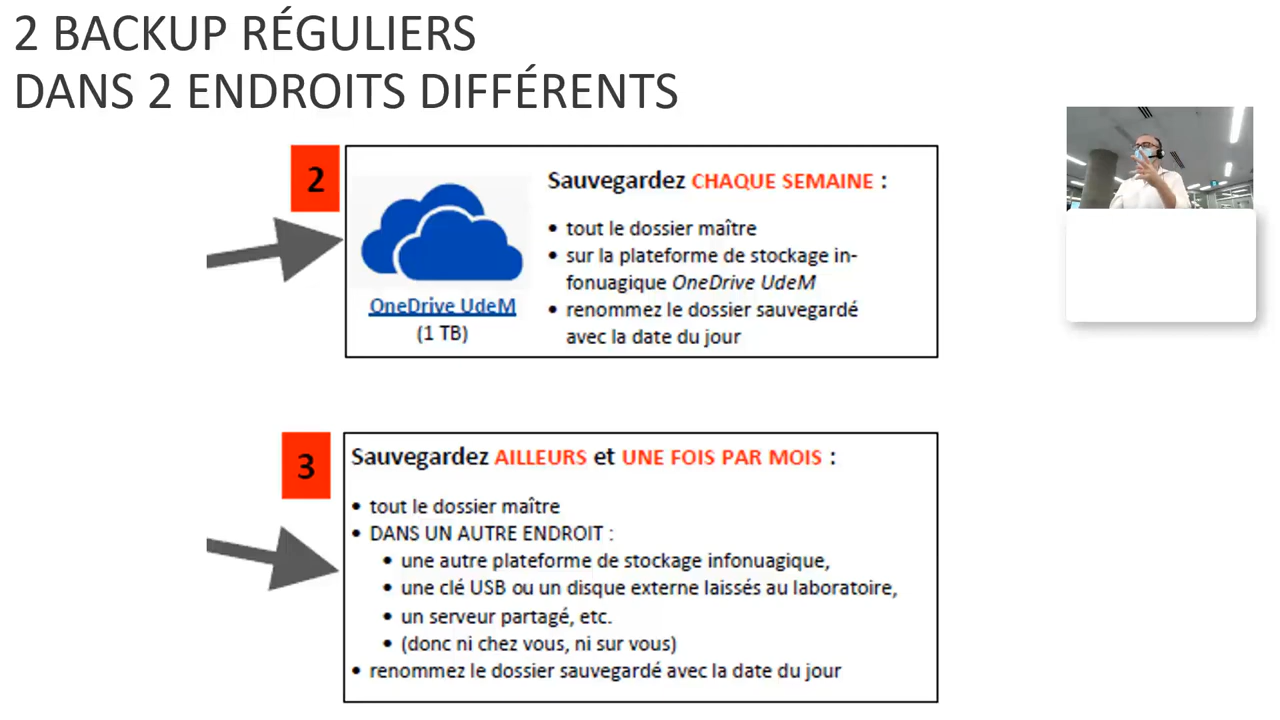 2 BACKUP RÉGULIERS
DANS 2 ENDROITS DIFFÉRENTS
2
Sauvegardez CHAQUE SEMAINE :
• tout le dossier maître
• sur la plateforme de stockage in-
fonuagique OneDrive UdeM
• renommez le dossier sauvegardé
avec la date du jour
OneDrive UdeM
(1 TB)
3
Sauvegardez AILLEURS et UNE FOIS PAR MOIS :
• tout le dossier maître
• DANS UN AUTRE ENDROIT :
• une autre plateforme de stockage infonuagique,
• une clé USB ou un disque externe laissés au laboratoire,
• un serveur partagé, etc.
• (donc ni chez vous, ni sur vous)
• renommez le dossier sauvegardé avec la date du jour